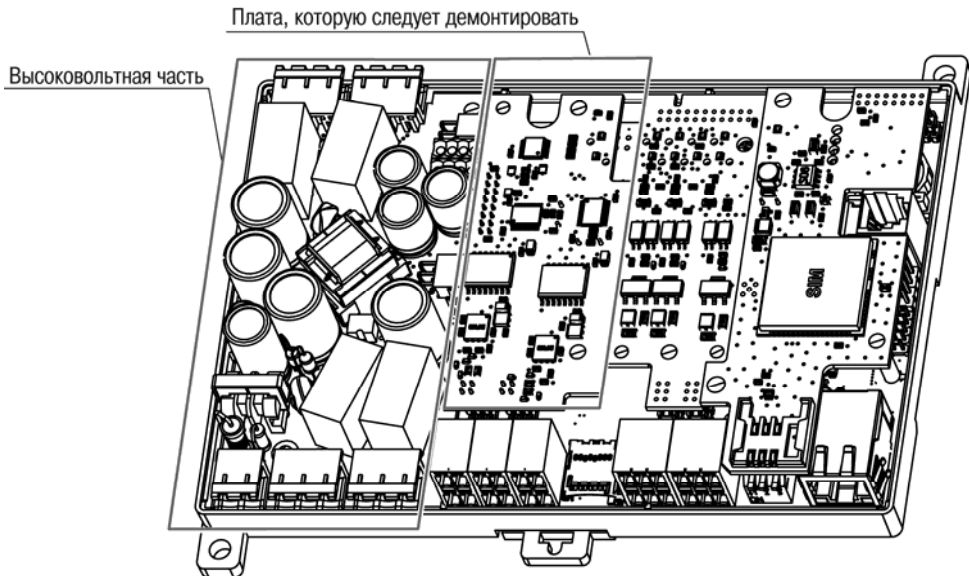 Плата, которую следует демонтировать
Высоковольтная часть
SIM